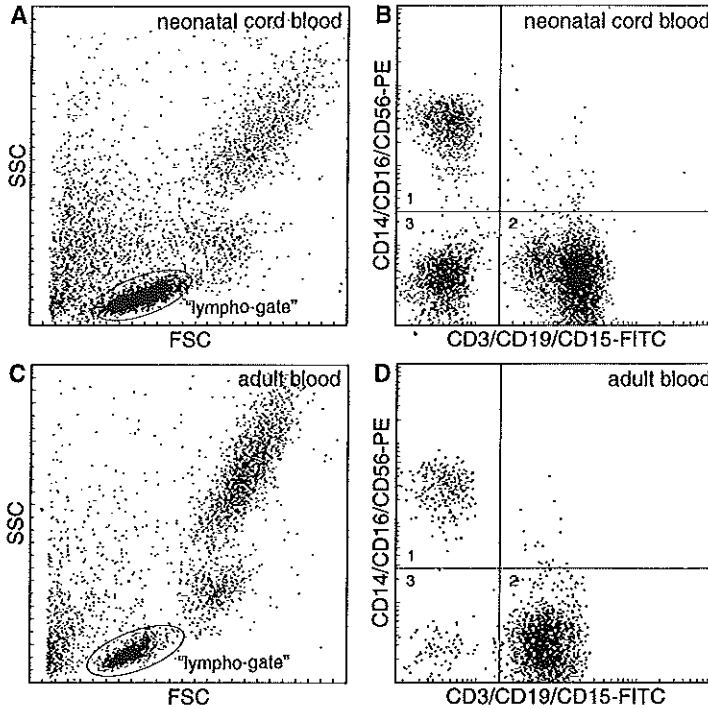 A
neonatal cord blood
SSC
"lympho-gate"
FSC
B
neonatal cord blood
CD14/CD16/CD56-PE
1
3
2
CD3/CD19/CD15-FITC
C
adult blood
SSC
"lympho-gate"
FSC
D
adult blood
CD14/CD16/CD56-PE
1
3
2
CD3/CD19/CD15-FITC